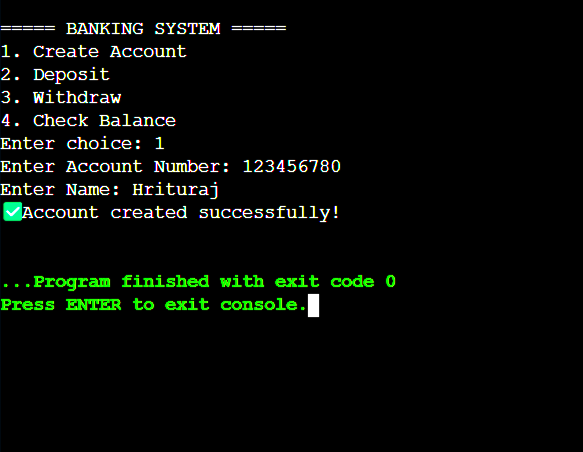 ===== BANKING SYSTEM =====
1. Create Account
2. Deposit
3. Withdraw
4. Check Balance
Enter choice: 1
Enter Account Number: 123456780
Enter Name: Hrituraj
✅Account created successfully!
...Program finished with exit code 0
Press ENTER to exit console.